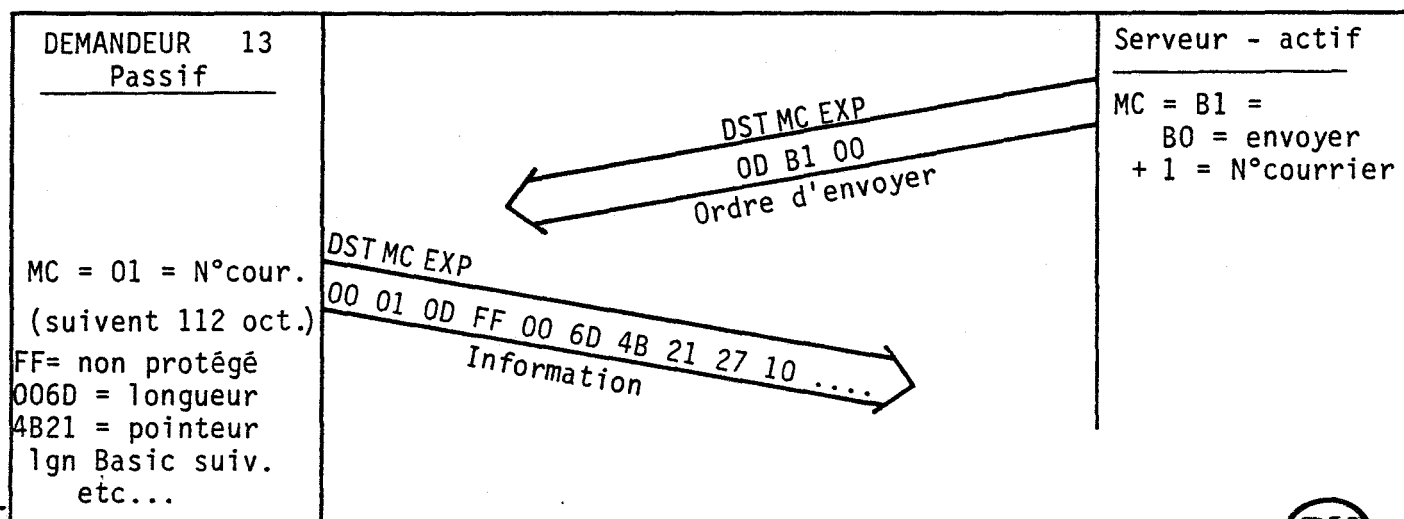 DEMANDEUR 13
Passif
Serveur - actif
MC = B1 =
B0 = envoyer
+ 1 = N°courrier
DST MC EXP
0D B1 00
Ordre d'envoyer
DST MC EXP
00 01 0D FF 00 6D 4B 21 27 10 ....
Information
MC = 01 = N°cour.
(suivent 112 oct.)
FF= non protégé
006D = longueur
4B21 = pointeur
lgn Basic suiv.
etc...